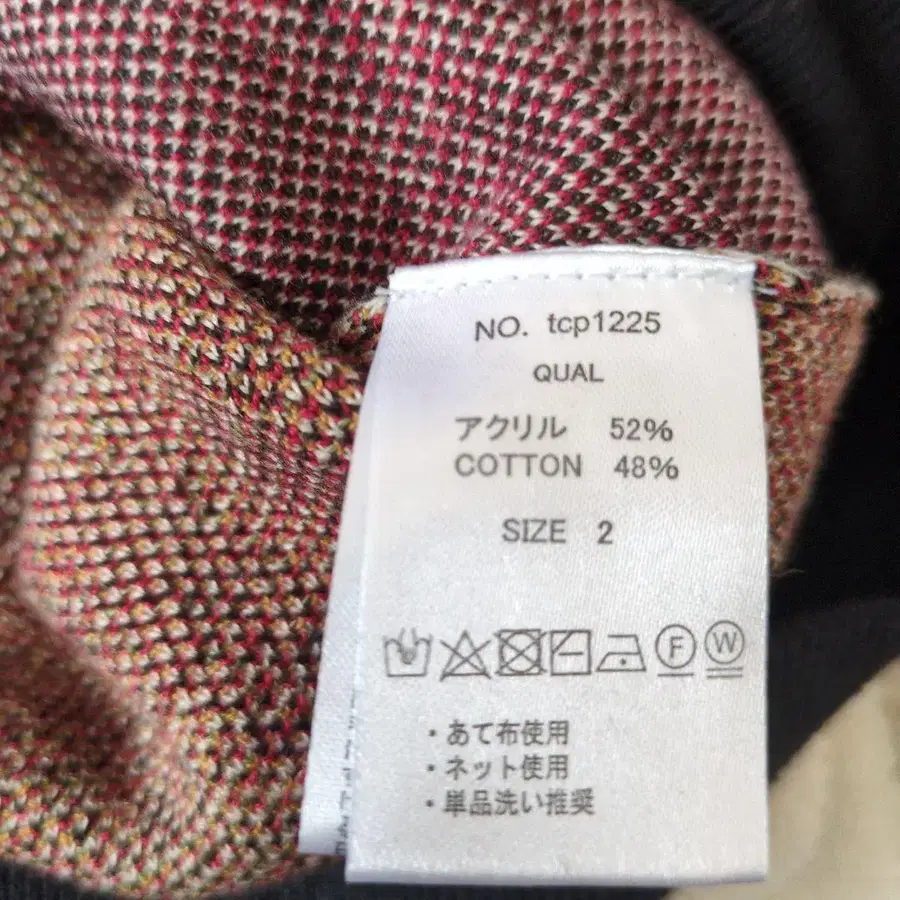 NO. tcp1225
QUAL
アクリル 52%
COTTON 48%
SIZE 2
F W
・あて布使用
・ネット使用
・単品洗い推奨